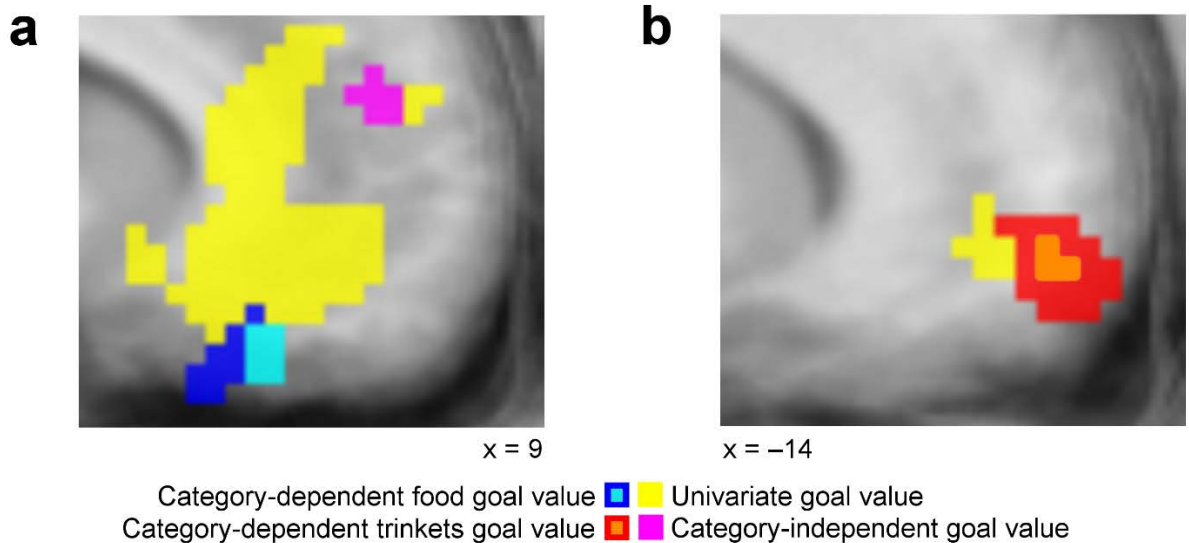 a
b
x = 9
x = –14
Category-dependent food goal value
Univariate goal value
Category-dependent trinkets goal value
Category-independent goal value